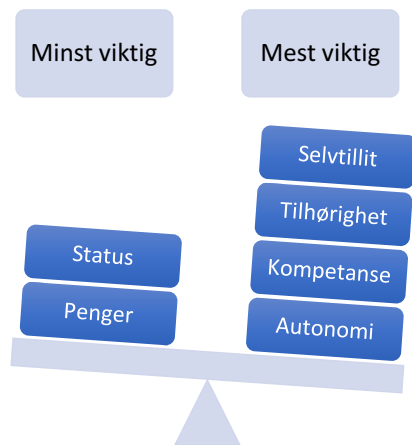 Minst viktig
Mest viktig
Status
Penger
Selvtillit
Tilhørighet
Kompetanse
Autonomi